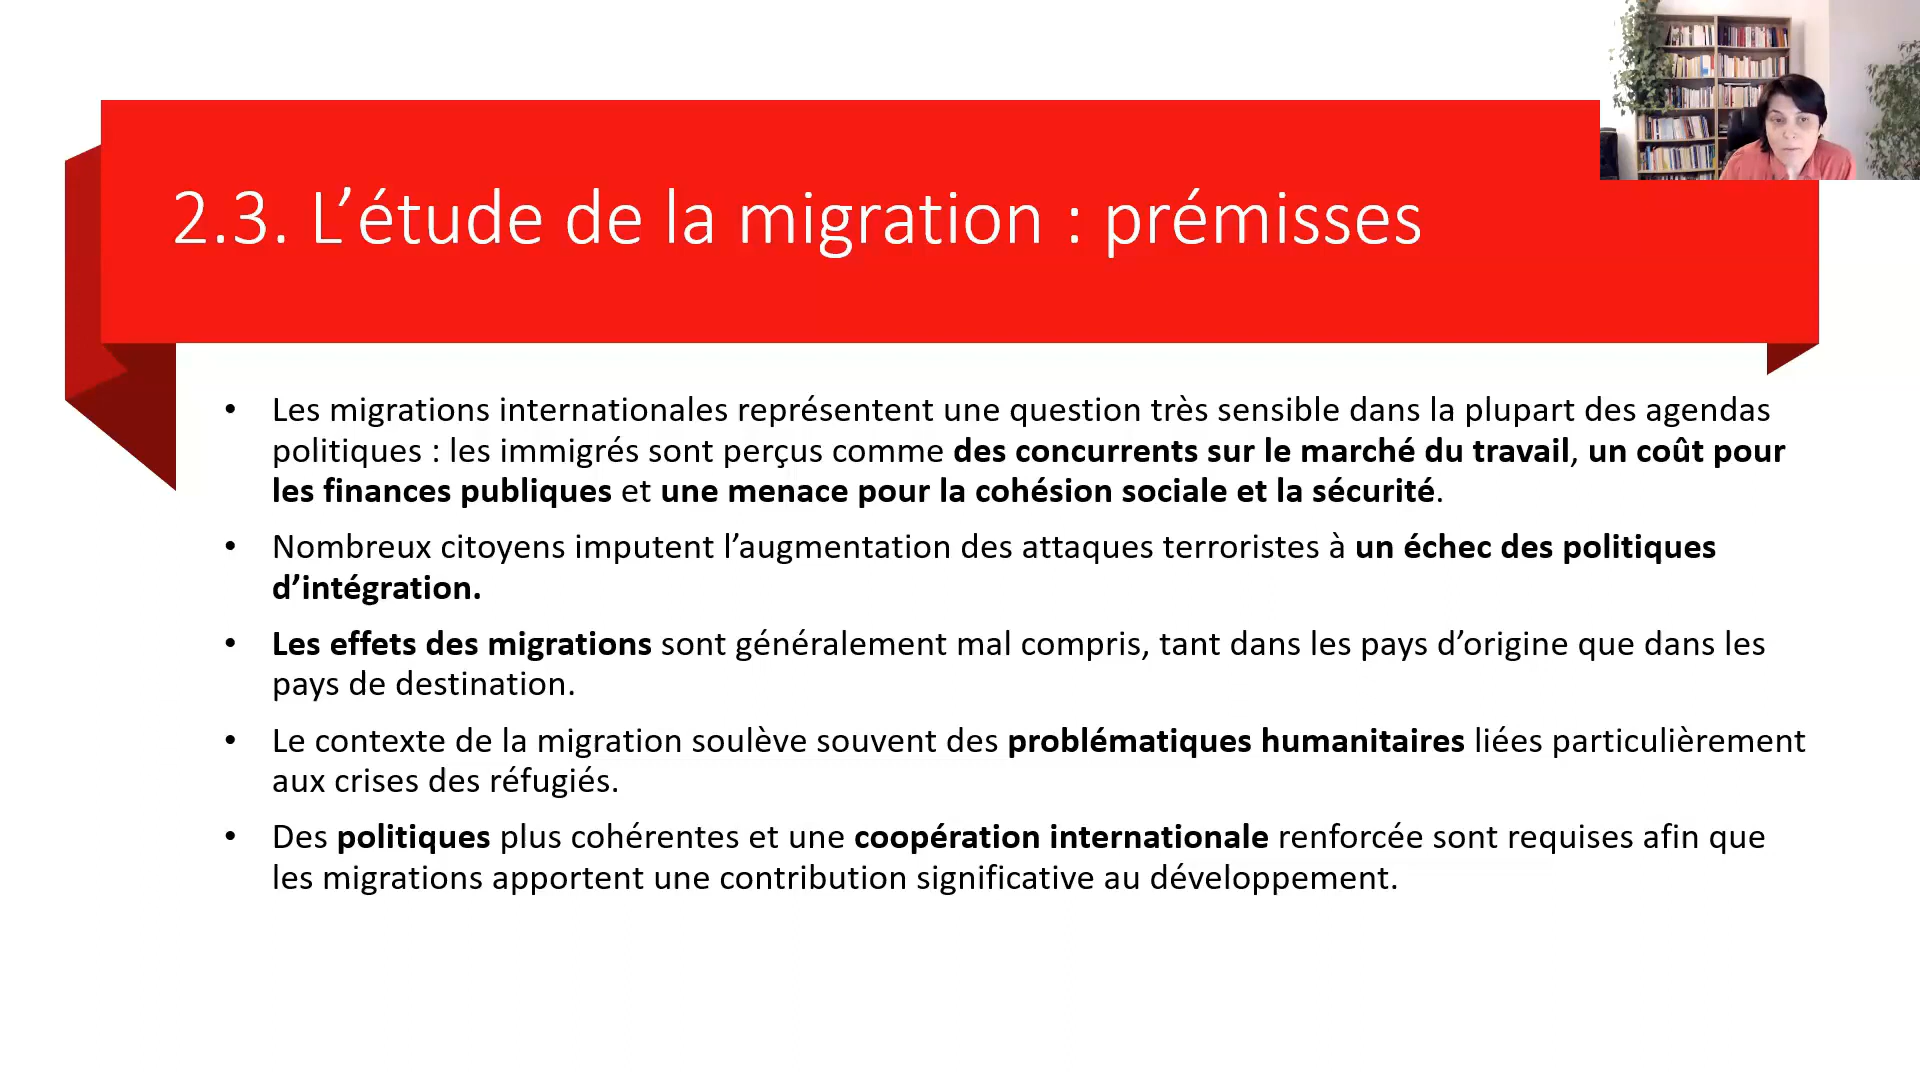 2.3. L’étude de la migration : prémisses
• Les migrations internationales représentent une question très sensible dans la plupart des agendas
politiques : les immigrés sont perçus comme des concurrents sur le marché du travail, un coût pour
les finances publiques et une menace pour la cohésion sociale et la sécurité.
• Nombreux citoyens imputent l’augmentation des attaques terroristes à un échec des politiques
d’intégration.
• Les effets des migrations sont généralement mal compris, tant dans les pays d’origine que dans les
pays de destination.
• Le contexte de la migration soulève souvent des problématiques humanitaires liées particulièrement
aux crises des réfugiés.
• Des politiques plus cohérentes et une coopération internationale renforcée sont requises afin que
les migrations apportent une contribution significative au développement.